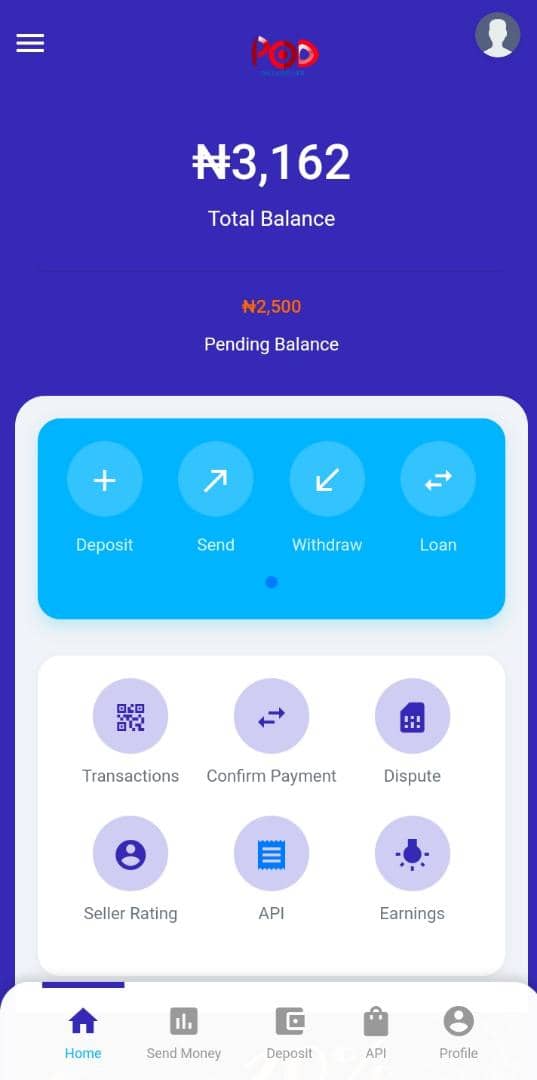 POD
₦3,162
Total Balance
₦2,500
Pending Balance
Deposit Send Withdraw Loan
Transactions Confirm Payment Dispute
Seller Rating API Earnings
Home Send Money Deposit API Profile